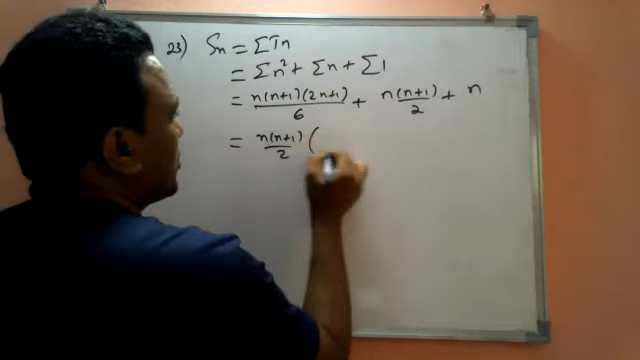 23) Sn = ΣTn
= Σn² + Σn + Σ1
= n(n+1)(2n+1)/6 + n(n+1)/2 + n
= n(n+1)/2 (